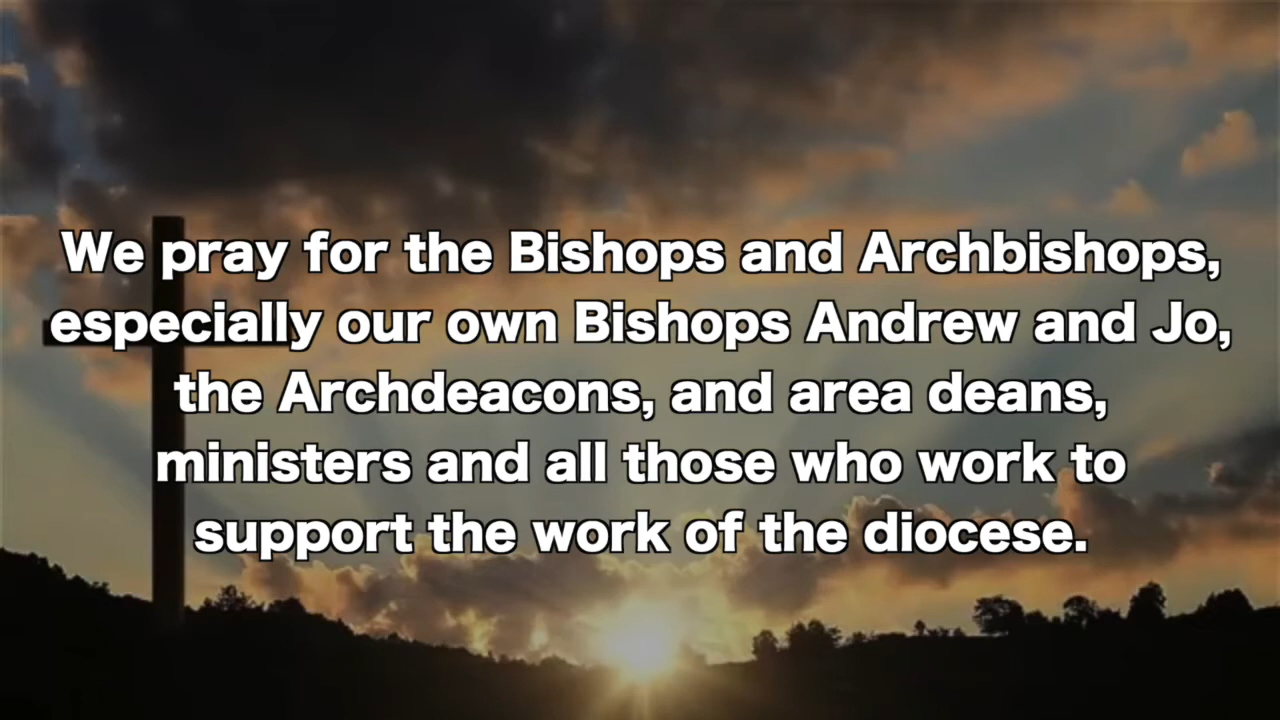 We pray for the Bishops and Archbishops,
especially our own Bishops Andrew and Jo,
the Archdeacons, and area deans,
ministers and all those who work to
support the work of the diocese.